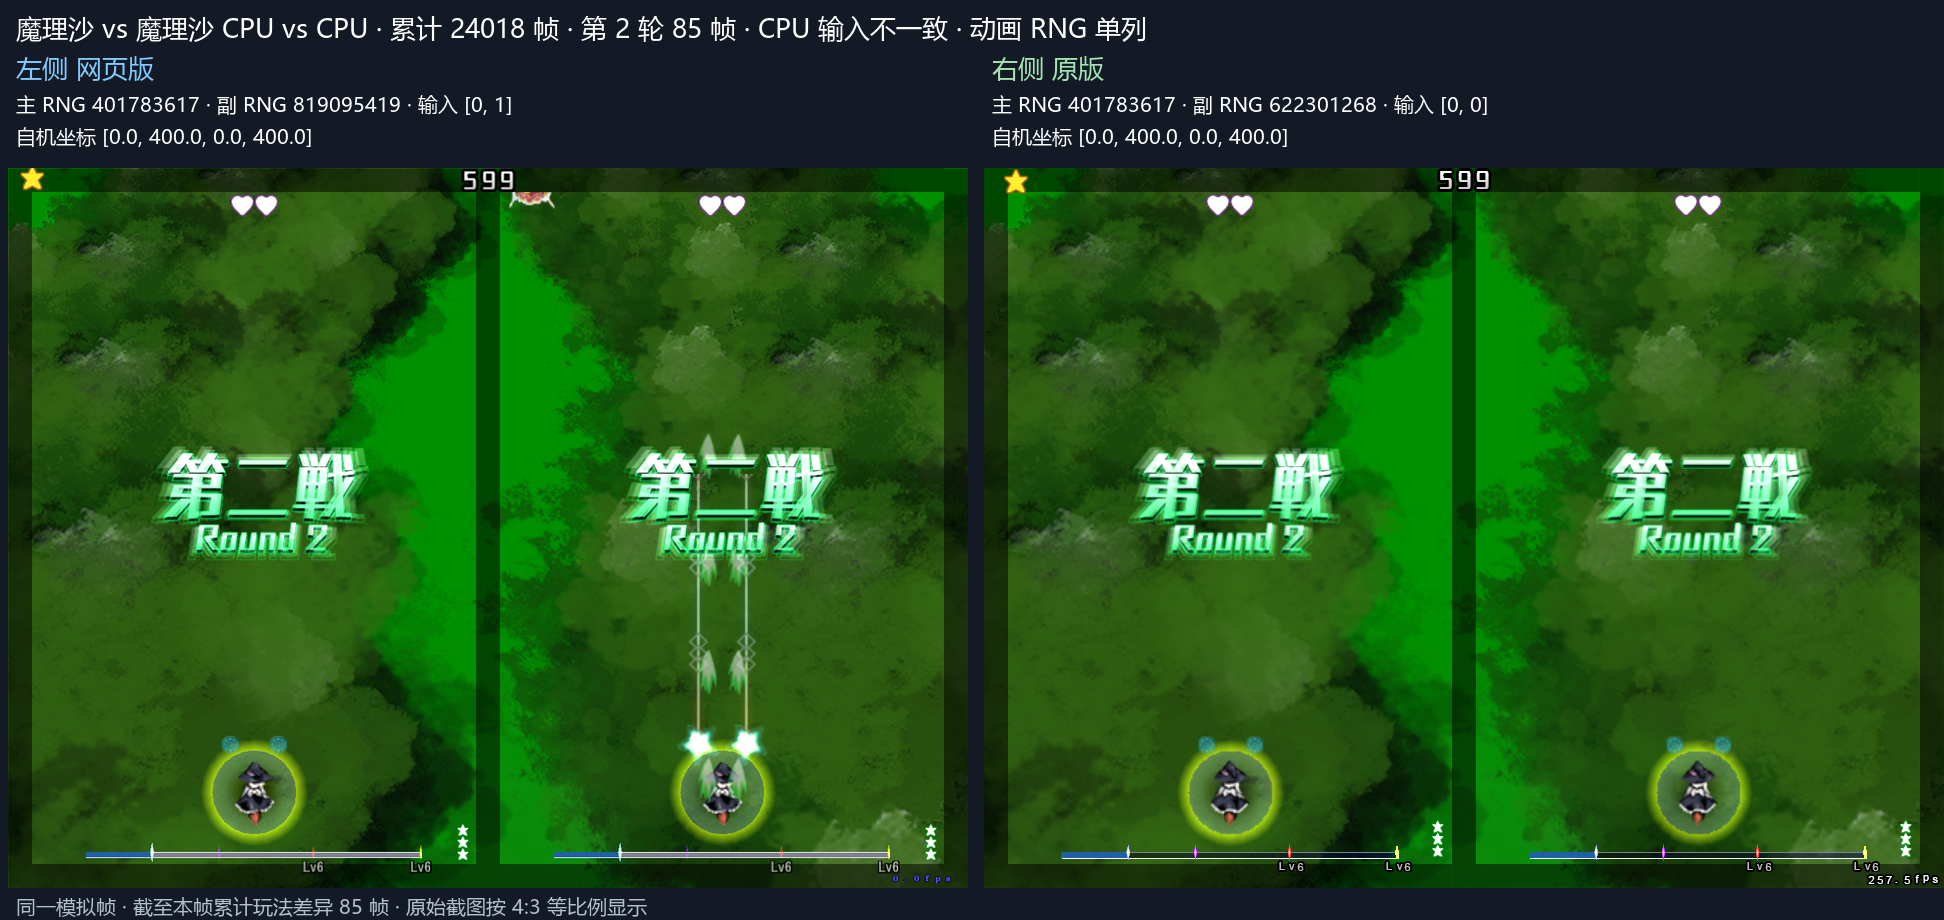 魔理沙 vs 魔理沙 CPU vs CPU · 累计 24018 帧 · 第 2 轮 85 帧 · CPU 输入不一致 · 动画 RNG 单列
左侧 网页版
主 RNG 401783617 · 副 RNG 819095419 · 输入 [0, 1]
自机坐标 [0.0, 400.0, 0.0, 400.0]
右侧 原版
主 RNG 401783617 · 副 RNG 622301268 · 输入 [0, 0]
自机坐标 [0.0, 400.0, 0.0, 400.0]
599
第二戦
Round 2
第二戦
Round 2
Lv6
Lv6
Lv6
Lv6
0.0fps
599
第二戦
Round 2
第二戦
Round 2
Lv6
Lv6
Lv6
Lv6
257.5fps
同一模拟帧 · 截至本帧累计玩法差异 85 帧 · 原始截图按 4:3 等比例显示